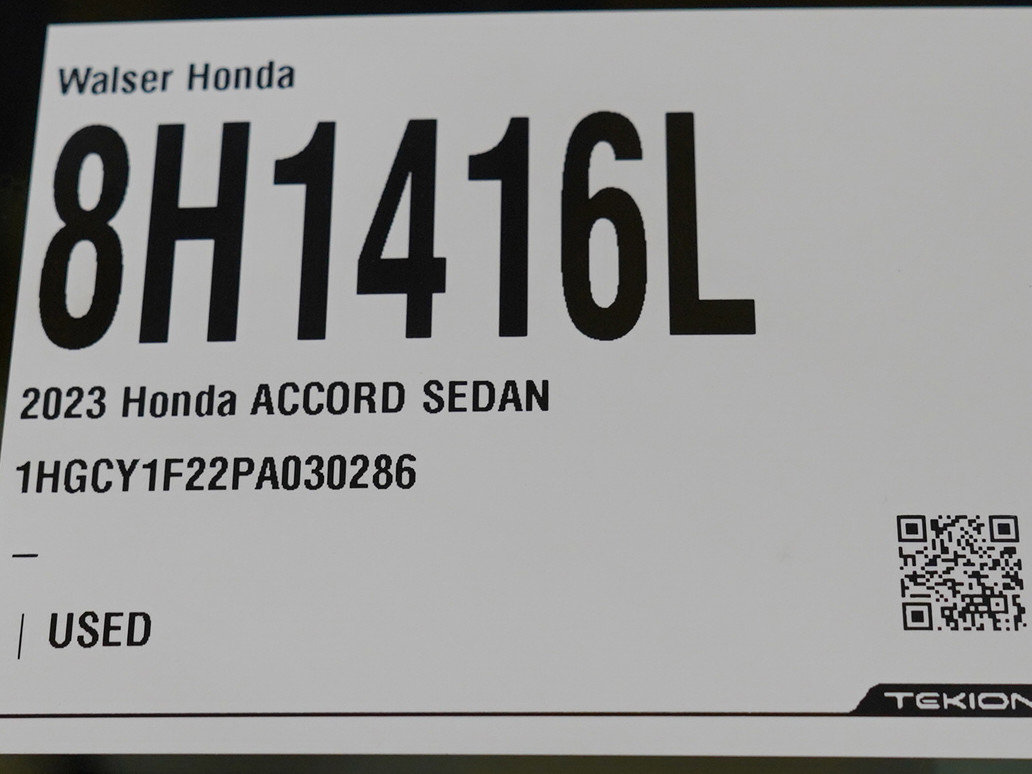 Walser Honda
8H1416L
2023 Honda ACCORD SEDAN
1HGCY1F22PA030286
–
| USED
TEKION